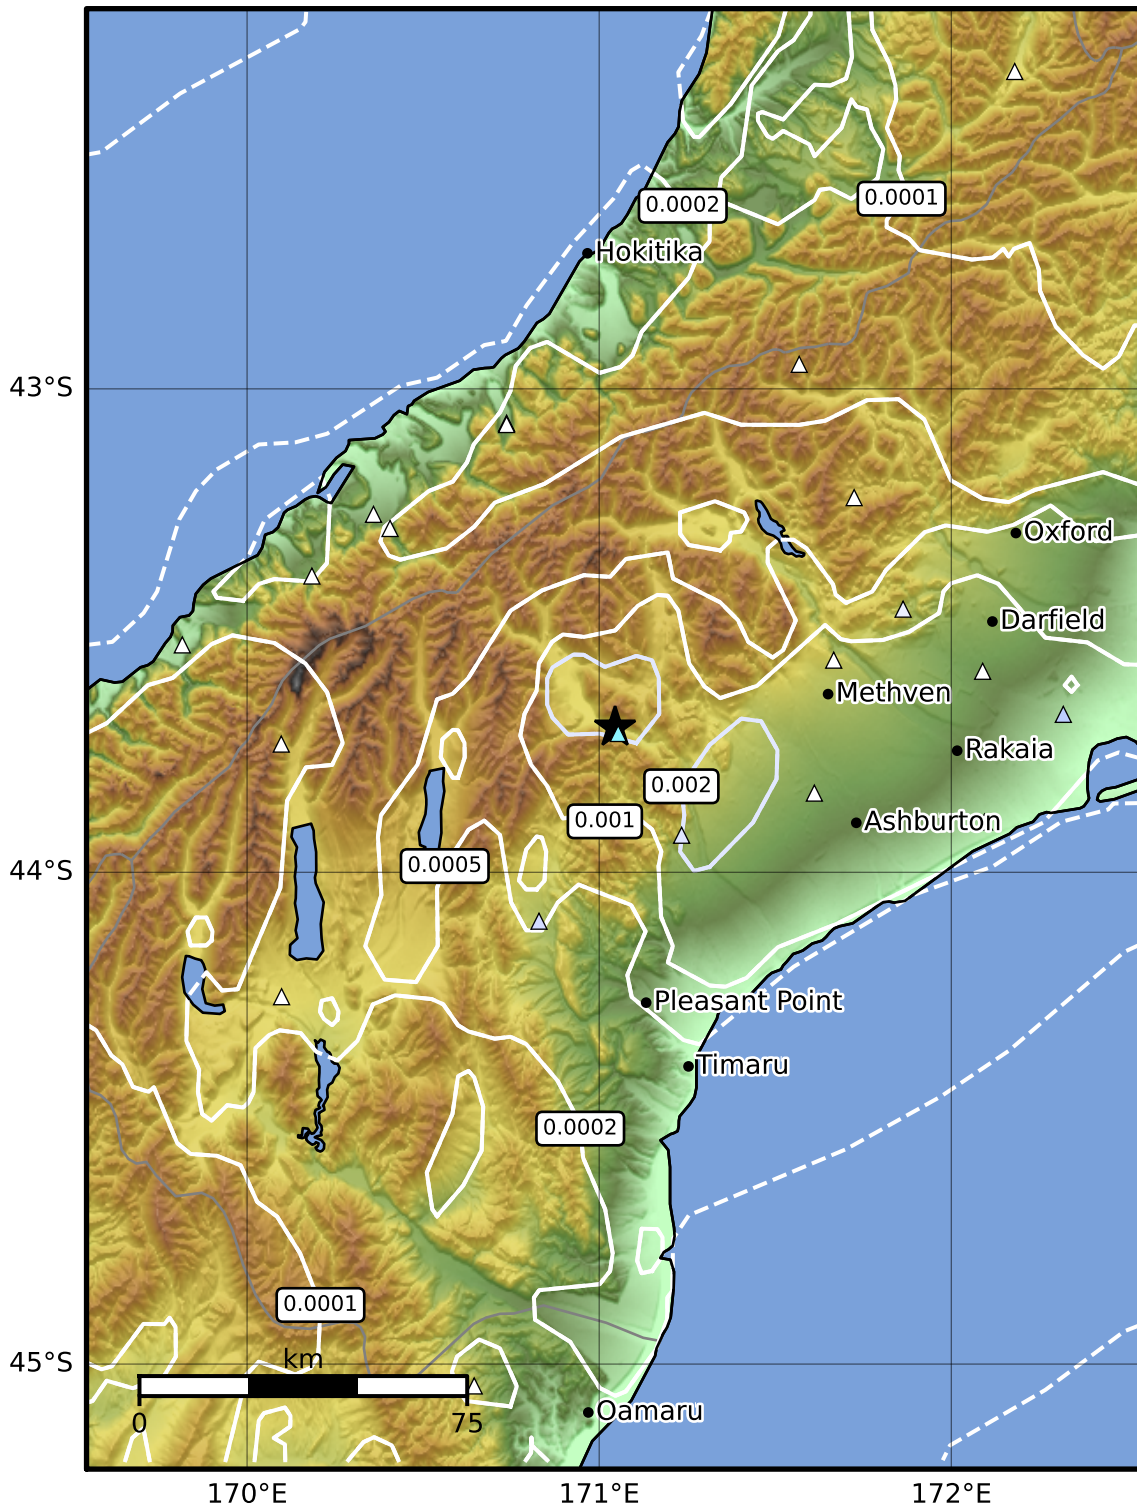 0.0001
0.0002
Hokitika
43°S
Oxford
Darfield
Methven
Rakaia
0.002
0.001
Ashburton
0.0005
44°S
Pleasant Point
Timaru
0.0002
0.0001
km
45°S
0
75
Oamaru
170°E
171°E
172°E